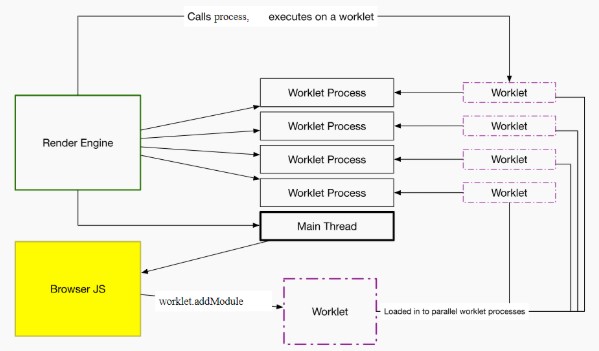 Calls process, executes on a worklet
Worklet Process
Worklet
Worklet Process
Worklet
Render Engine
Worklet Process
Worklet
Worklet Process
Worklet
Main Thread
Browser JS
worklet.addModule
Worklet
Loaded in to parallel worklet processes